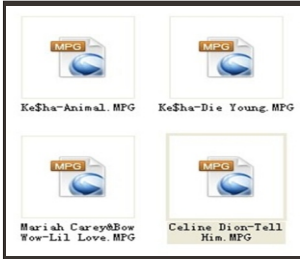 MPG
MPG
Ke$ha-Animal.MPG
Ke$ha-Die Young.MPG
MPG
MPG
Mariah Carey&Bow
Wow-Lil Love.MPG
Celine Dion-Tell
Him.MPG